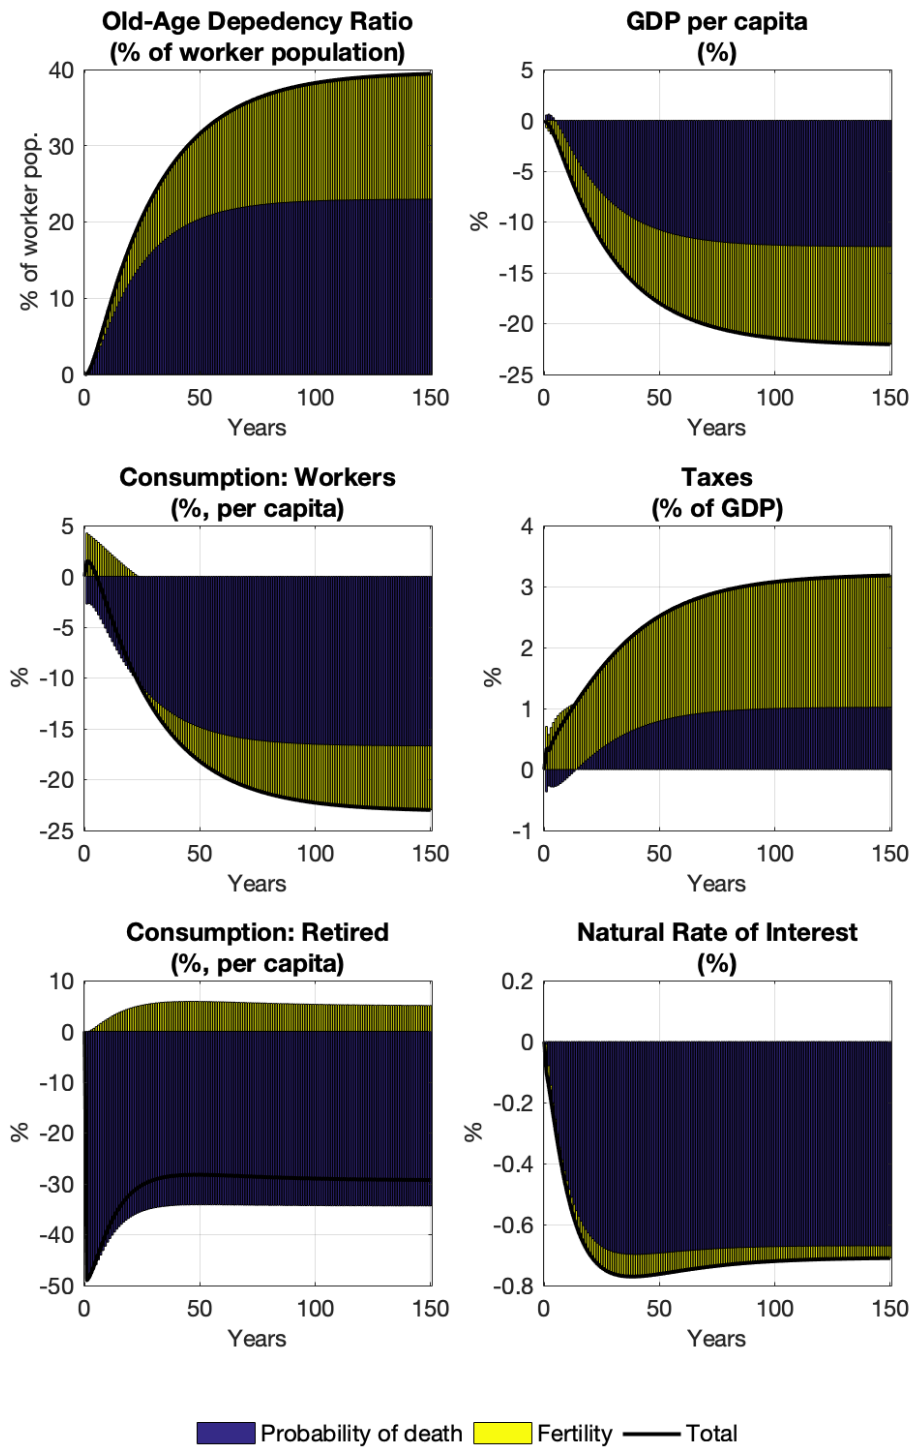 Old-Age Depedency Ratio
(% of worker population)
40
30
20
10
0
% of worker pop.
0 50 100 150
Years
GDP per capita
(%)
5
0
-5
-10
-15
-20
-25
%
0 50 100 150
Years
Consumption: Workers
(%, per capita)
5
0
-5
-10
-15
-20
-25
%
0 50 100 150
Years
Taxes
(% of GDP)
4
3
2
1
0
-1
%
0 50 100 150
Years
Consumption: Retired
(%, per capita)
10
0
-10
-20
-30
-40
-50
%
0 50 100 150
Years
Natural Rate of Interest
(%)
0.2
0
-0.2
-0.4
-0.6
-0.8
%
0 50 100 150
Years
Probability of death Fertility Total